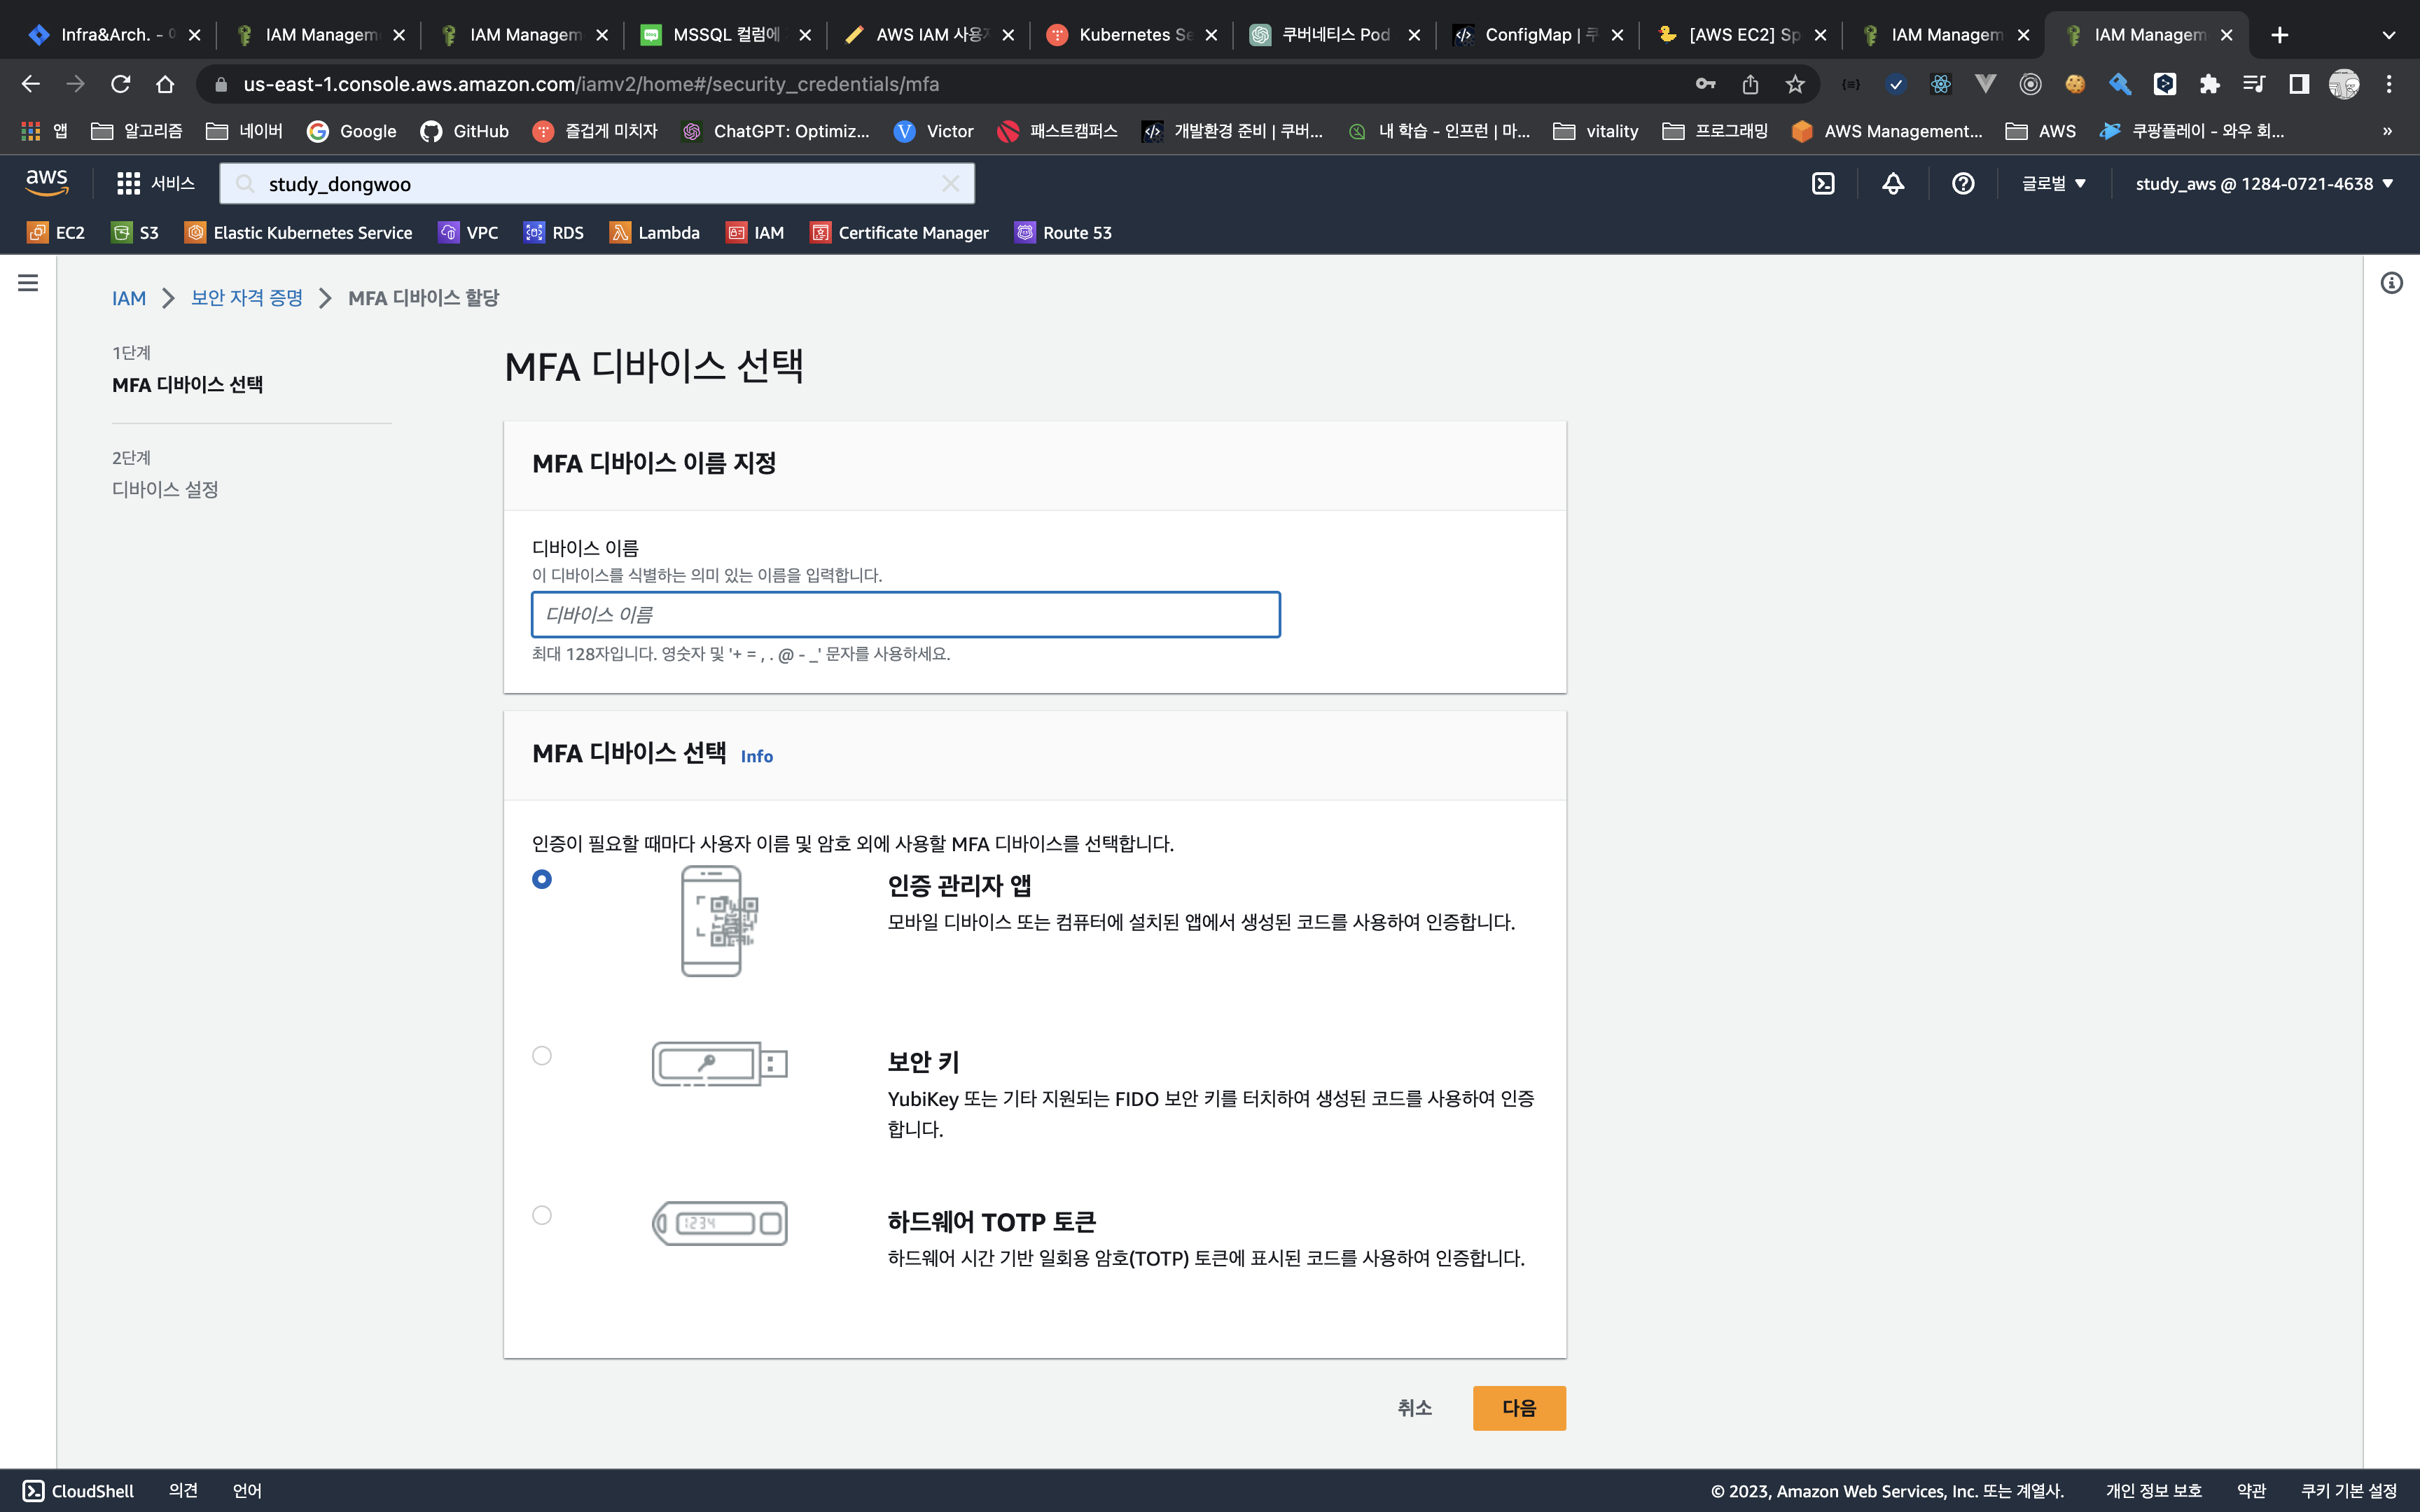 Infra&Arch. -
IAM Managem
IAM Managem
MSSQL 컬럼에
AWS IAM 사용자
Kubernetes Se
쿠버네티스 Pod
ConfigMap | 쿠
[AWS EC2] Sp
IAM Managem
IAM Managem
us-east-1.console.aws.amazon.com/iamv2/home#/security_credentials/mfa
앱
알고리즘
네이버
Google
GitHub
즐겁게 미치자
ChatGPT: Optimiz...
Victor
패스트캠퍼스
개발환경 준비 | 쿠버...
내 학습 - 인프런 | 마...
vitality
프로그래밍
AWS Management...
AWS
쿠팡플레이 - 와우 회...
»
aws
서비스
study_dongwoo
글로벌
study_aws @ 1284-0721-4638
EC2
S3
Elastic Kubernetes Service
VPC
RDS
Lambda
IAM
Certificate Manager
Route 53
IAM
보안 자격 증명
MFA 디바이스 할당
1단계
MFA 디바이스 선택
2단계
디바이스 설정
MFA 디바이스 선택
MFA 디바이스 이름 지정
디바이스 이름
이 디바이스를 식별하는 의미 있는 이름을 입력합니다.
디바이스 이름
최대 128자입니다. 영숫자 및 '+ = , . @ - _' 문자를 사용하세요.
MFA 디바이스 선택 Info
인증이 필요할 때마다 사용자 이름 및 암호 외에 사용할 MFA 디바이스를 선택합니다.
인증 관리자 앱
모바일 디바이스 또는 컴퓨터에 설치된 앱에서 생성된 코드를 사용하여 인증합니다.
보안 키
YubiKey 또는 기타 지원되는 FIDO 보안 키를 터치하여 생성된 코드를 사용하여 인증
합니다.
1234
하드웨어 TOTP 토큰
하드웨어 시간 기반 일회용 암호(TOTP) 토큰에 표시된 코드를 사용하여 인증합니다.
취소
다음
CloudShell
의견
언어
© 2023, Amazon Web Services, Inc. 또는 계열사.
개인 정보 보호
약관
쿠키 기본 설정